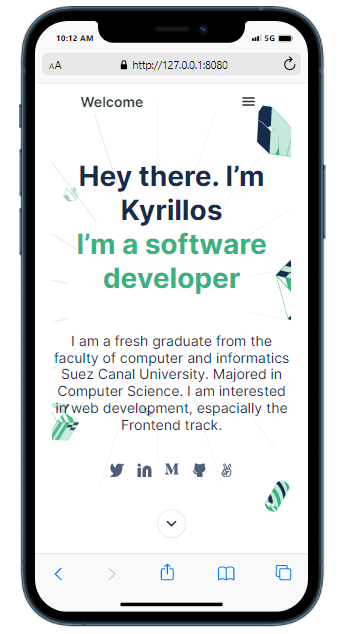 10:12 AM 5G
AA http://127.0.0.1:8080
Welcome
Hey there. I’m
Kyrillos
I’m a software
developer
I am a fresh graduate from the
faculty of computer and informatics
Suez Canal University. Majored in
Computer Science. I am interested
in web development, espacially the
Frontend track.